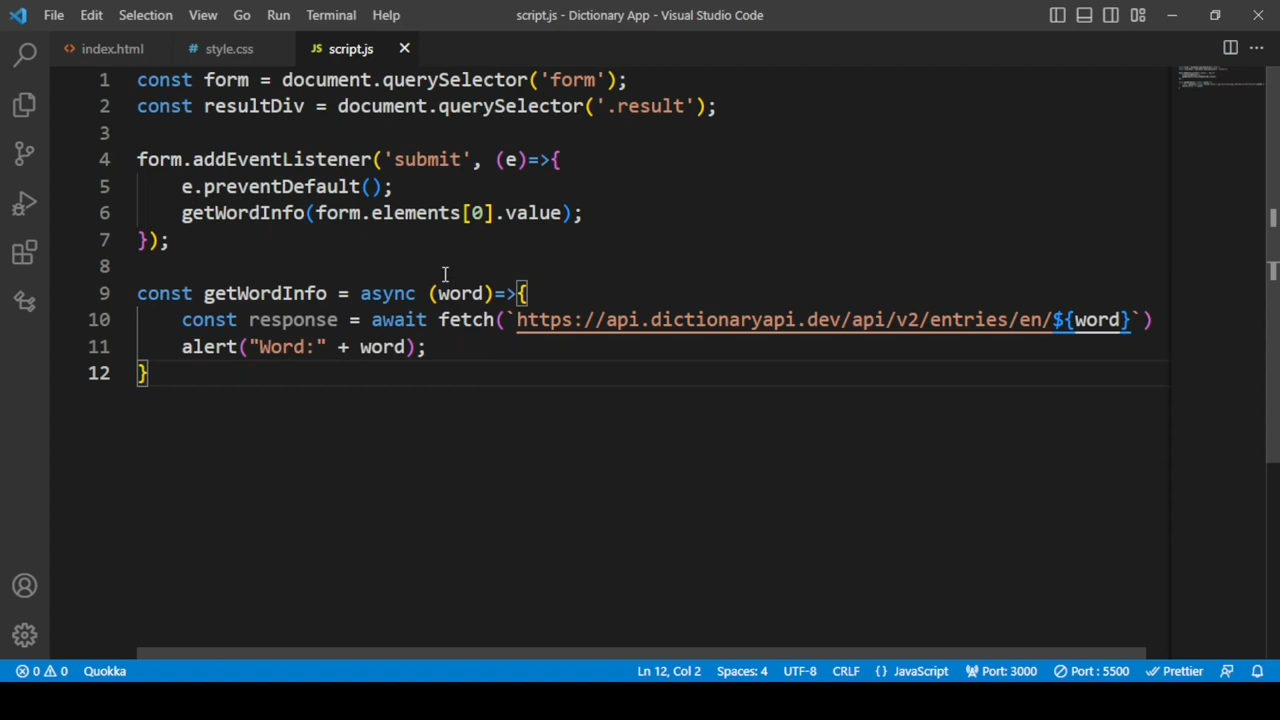 File Edit Selection View Go Run Terminal Help script.js - Dictionary App - Visual Studio Code
index.html style.css JS script.js
1 const form = document.querySelector('form');
2 const resultDiv = document.querySelector('.result');
3
4 form.addEventListener('submit', (e)=>{
5 e.preventDefault();
6 getWordInfo(form.elements[0].value);
7 });
8
9 const getWordInfo = async (word)=>{
10 const response = await fetch(`https://api.dictionaryapi.dev/api/v2/entries/en/${word}`)
11 alert("Word:" + word);
12 }
0 0 Quokka Ln 12, Col 2 Spaces: 4 UTF-8 CRLF {} JavaScript Port: 3000 Port : 5500 Prettier